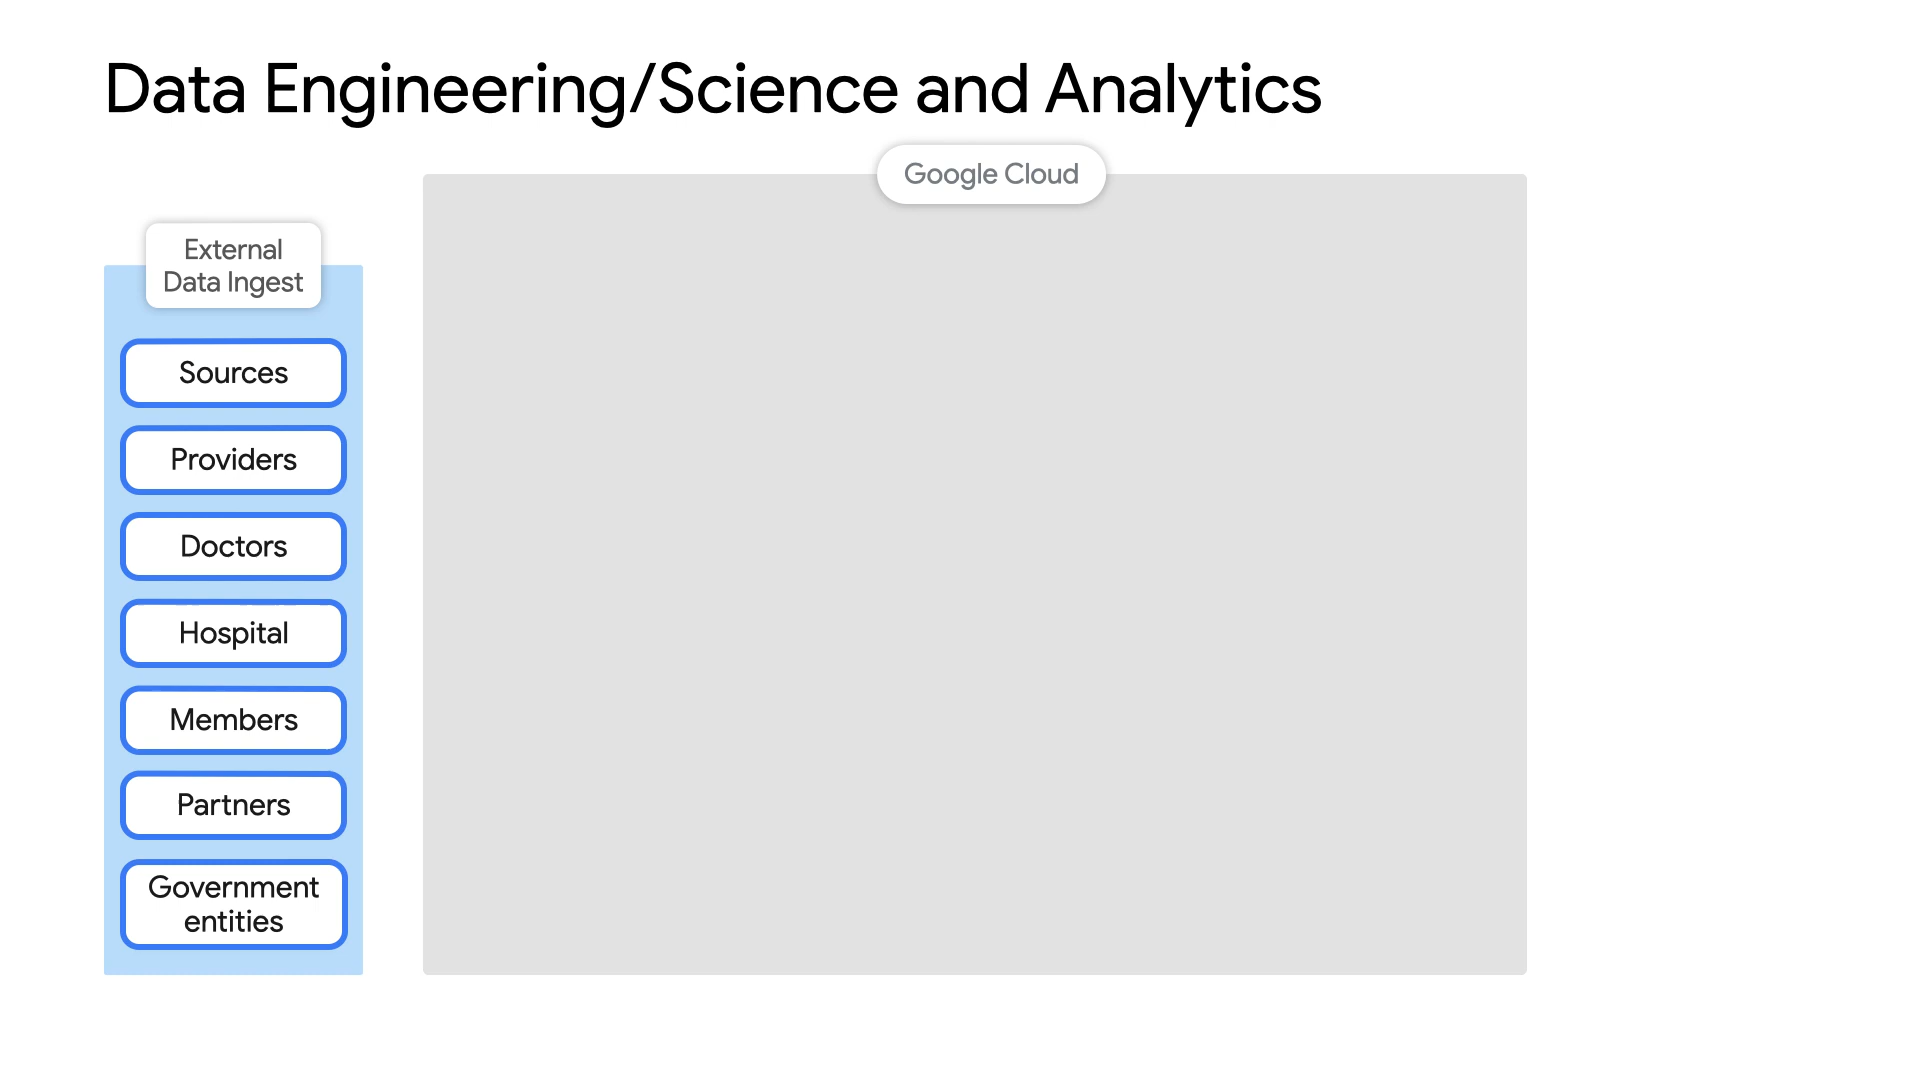 Data Engineering/Science and Analytics
Google Cloud
External
Data Ingest
Sources
Providers
Doctors
Hospital
Members
Partners
Government
entities